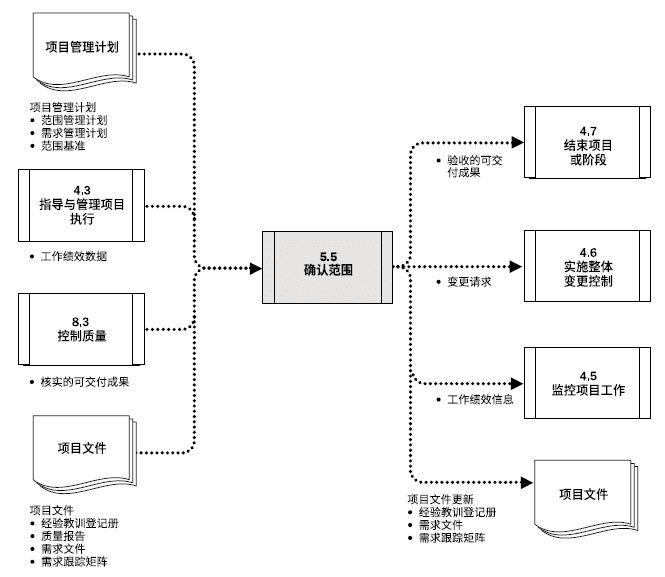 项目管理计划
项目管理计划
• 范围管理计划
• 需求管理计划
• 范围基准
4.3
指导与管理项目
执行
• 工作绩效数据
8.3
控制质量
• 核实的可交付成果
项目文件
项目文件
• 经验教训登记册
• 质量报告
• 需求文件
• 需求跟踪矩阵
5.5
确认范围
4.7
结束项目
或阶段
• 验收的可交
付成果
4.6
实施整体
变更控制
• 变更请求
4.5
监控项目工作
• 工作绩效信息
项目文件
项目文件更新
• 经验教训登记册
• 需求文件
• 需求跟踪矩阵